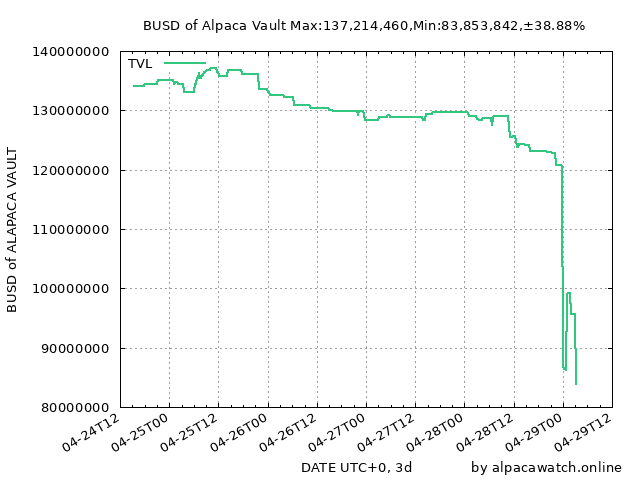 BUSD of Alpaca Vault Max:137,214,460,Min:83,853,842,±38.88%
TVL
140000000
130000000
120000000
110000000
100000000
90000000
80000000
BUSD of ALAPACA VAULT
04-24T12
04-25T00
04-25T12
04-26T00
04-26T12
04-27T00
04-27T12
04-28T00
04-28T12
04-29T00
04-29T12
DATE UTC+0, 3d
by alpacawatch.online